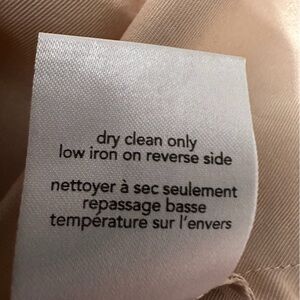 dry clean only
low iron on reverse side
nettoyer à sec seulement
repassage basse
température sur l'envers